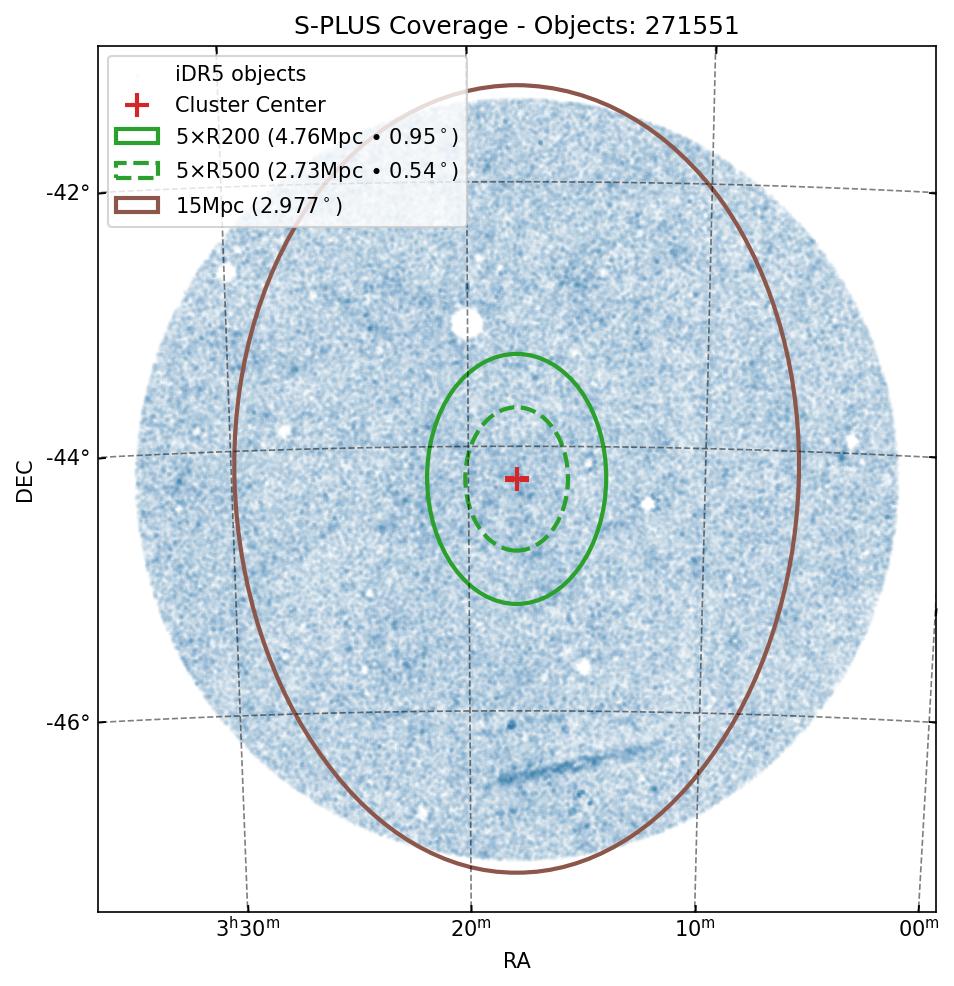 S-PLUS Coverage - Objects: 271551
iDR5 objects
Cluster Center
5×R200 (4.76Mpc • 0.95°)
5×R500 (2.73Mpc • 0.54°)
15Mpc (2.977°)
-42°
-44°
-46°
DEC
3ʰ30ᵐ 20ᵐ 10ᵐ 00ᵐ
RA